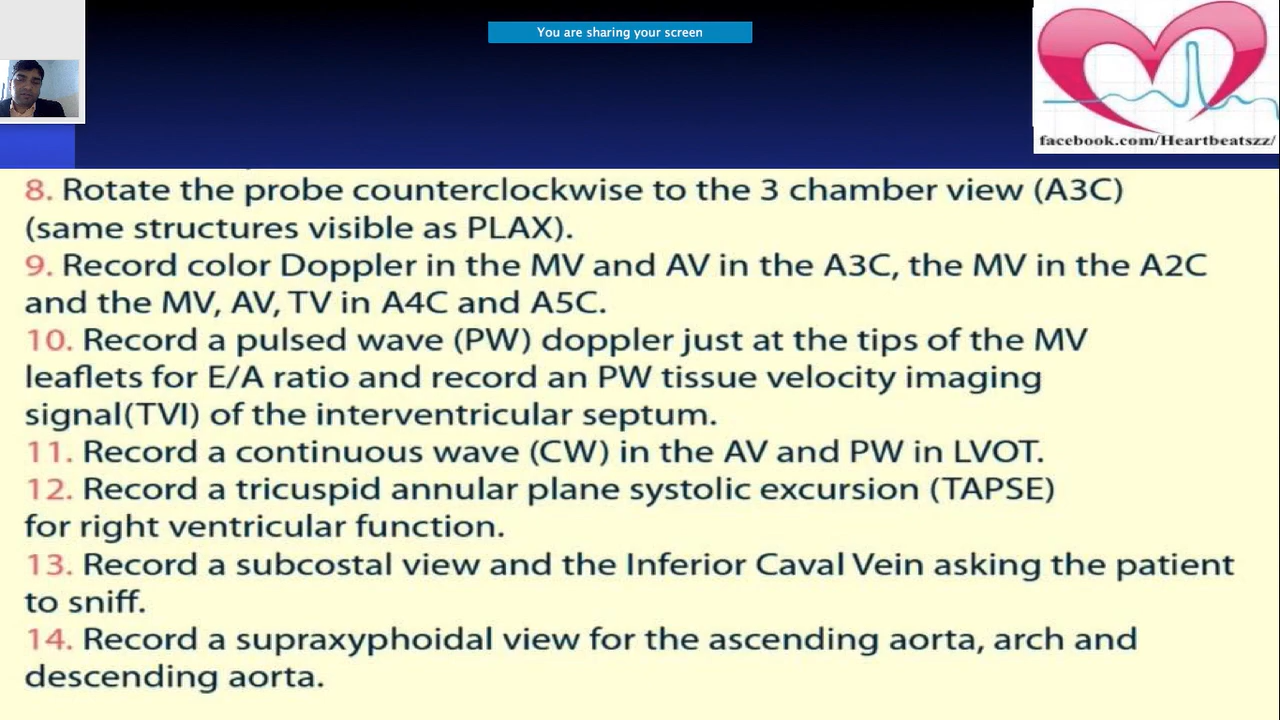 You are sharing your screen
facebook.com/Heartbeatszz/
8. Rotate the probe counterclockwise to the 3 chamber view (A3C)
(same structures visible as PLAX).
9. Record color Doppler in the MV and AV in the A3C, the MV in the A2C
and the MV, AV, TV in A4C and A5C.
10. Record a pulsed wave (PW) doppler just at the tips of the MV
leaflets for E/A ratio and record an PW tissue velocity imaging
signal(TVI) of the interventricular septum.
11. Record a continuous wave (CW) in the AV and PW in LVOT.
12. Record a tricuspid annular plane systolic excursion (TAPSE)
for right ventricular function.
13. Record a subcostal view and the Inferior Caval Vein asking the patient
to sniff.
14. Record a supraxyphoidal view for the ascending aorta, arch and
descending aorta.